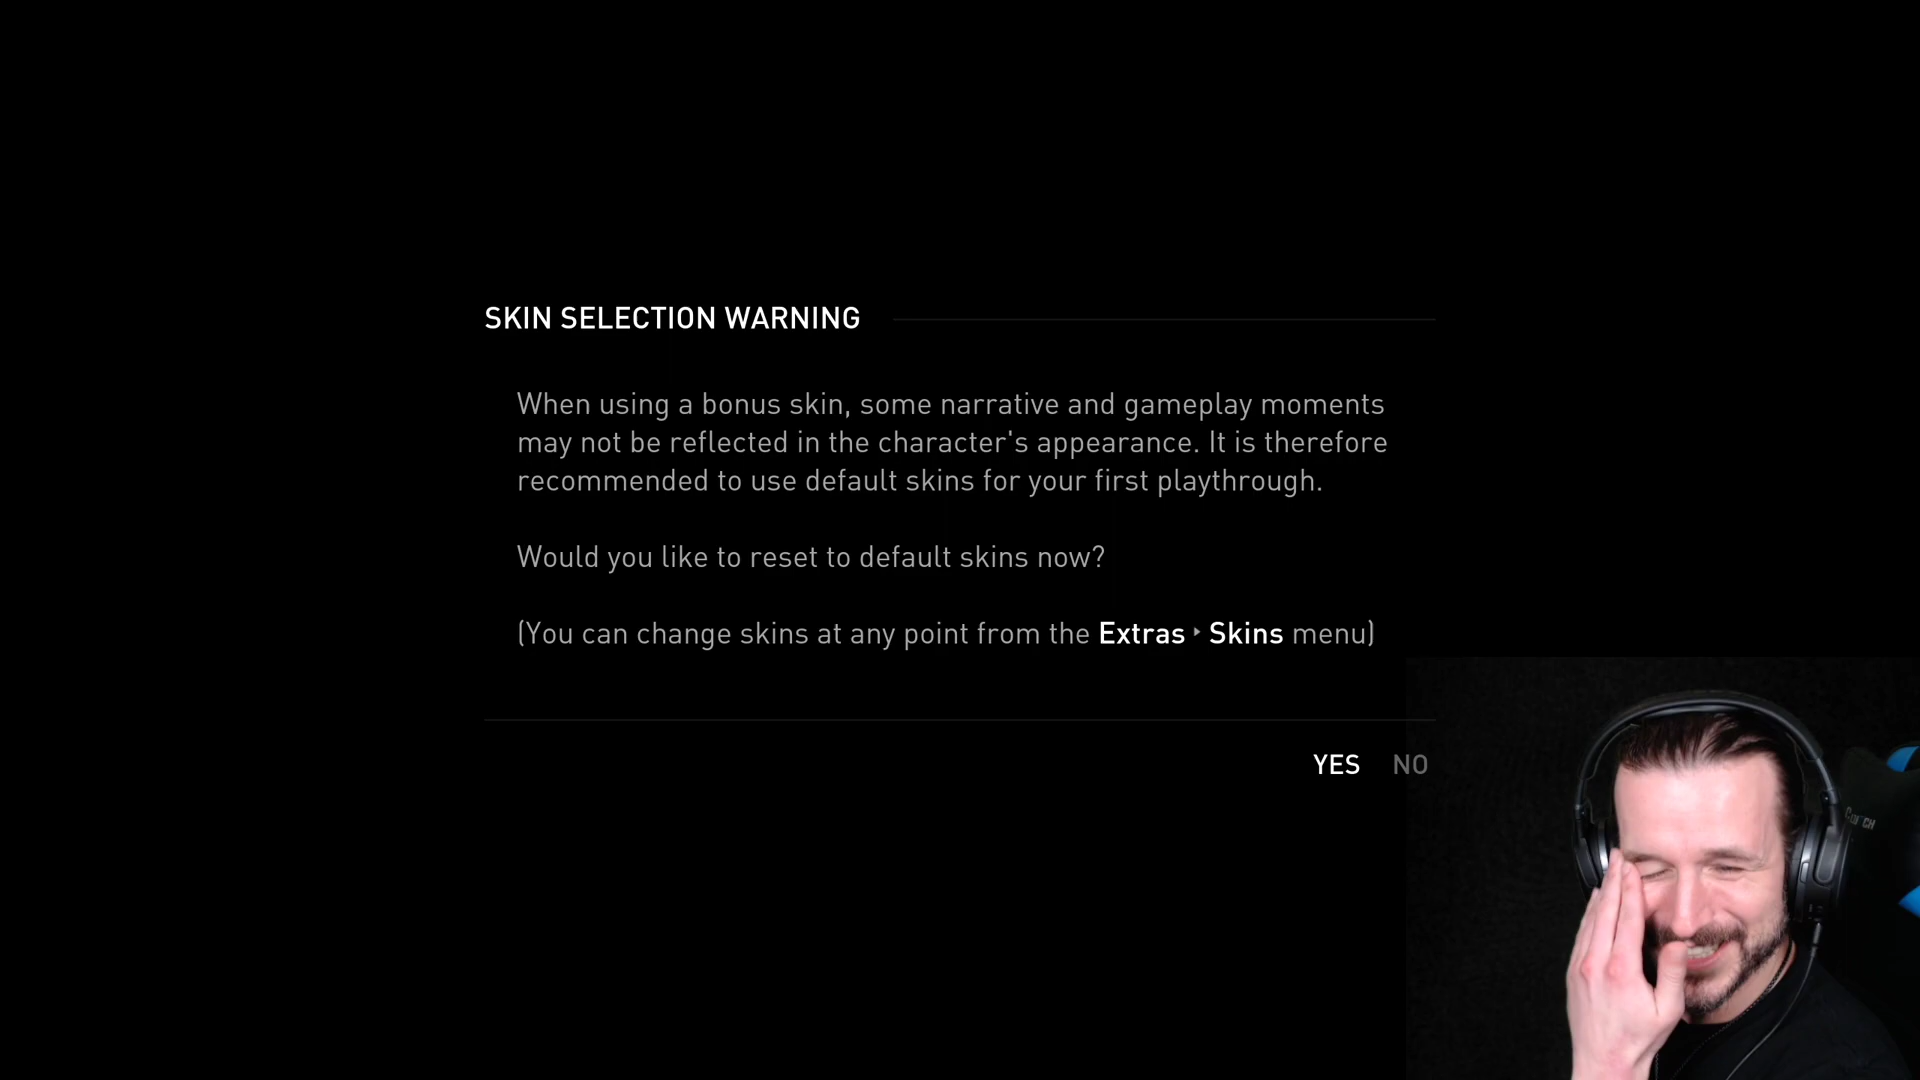 SKIN SELECTION WARNING
When using a bonus skin, some narrative and gameplay moments
may not be reflected in the character's appearance. It is therefore
recommended to use default skins for your first playthrough.
Would you like to reset to default skins now?
(You can change skins at any point from the Extras ▸ Skins menu)
YES NO